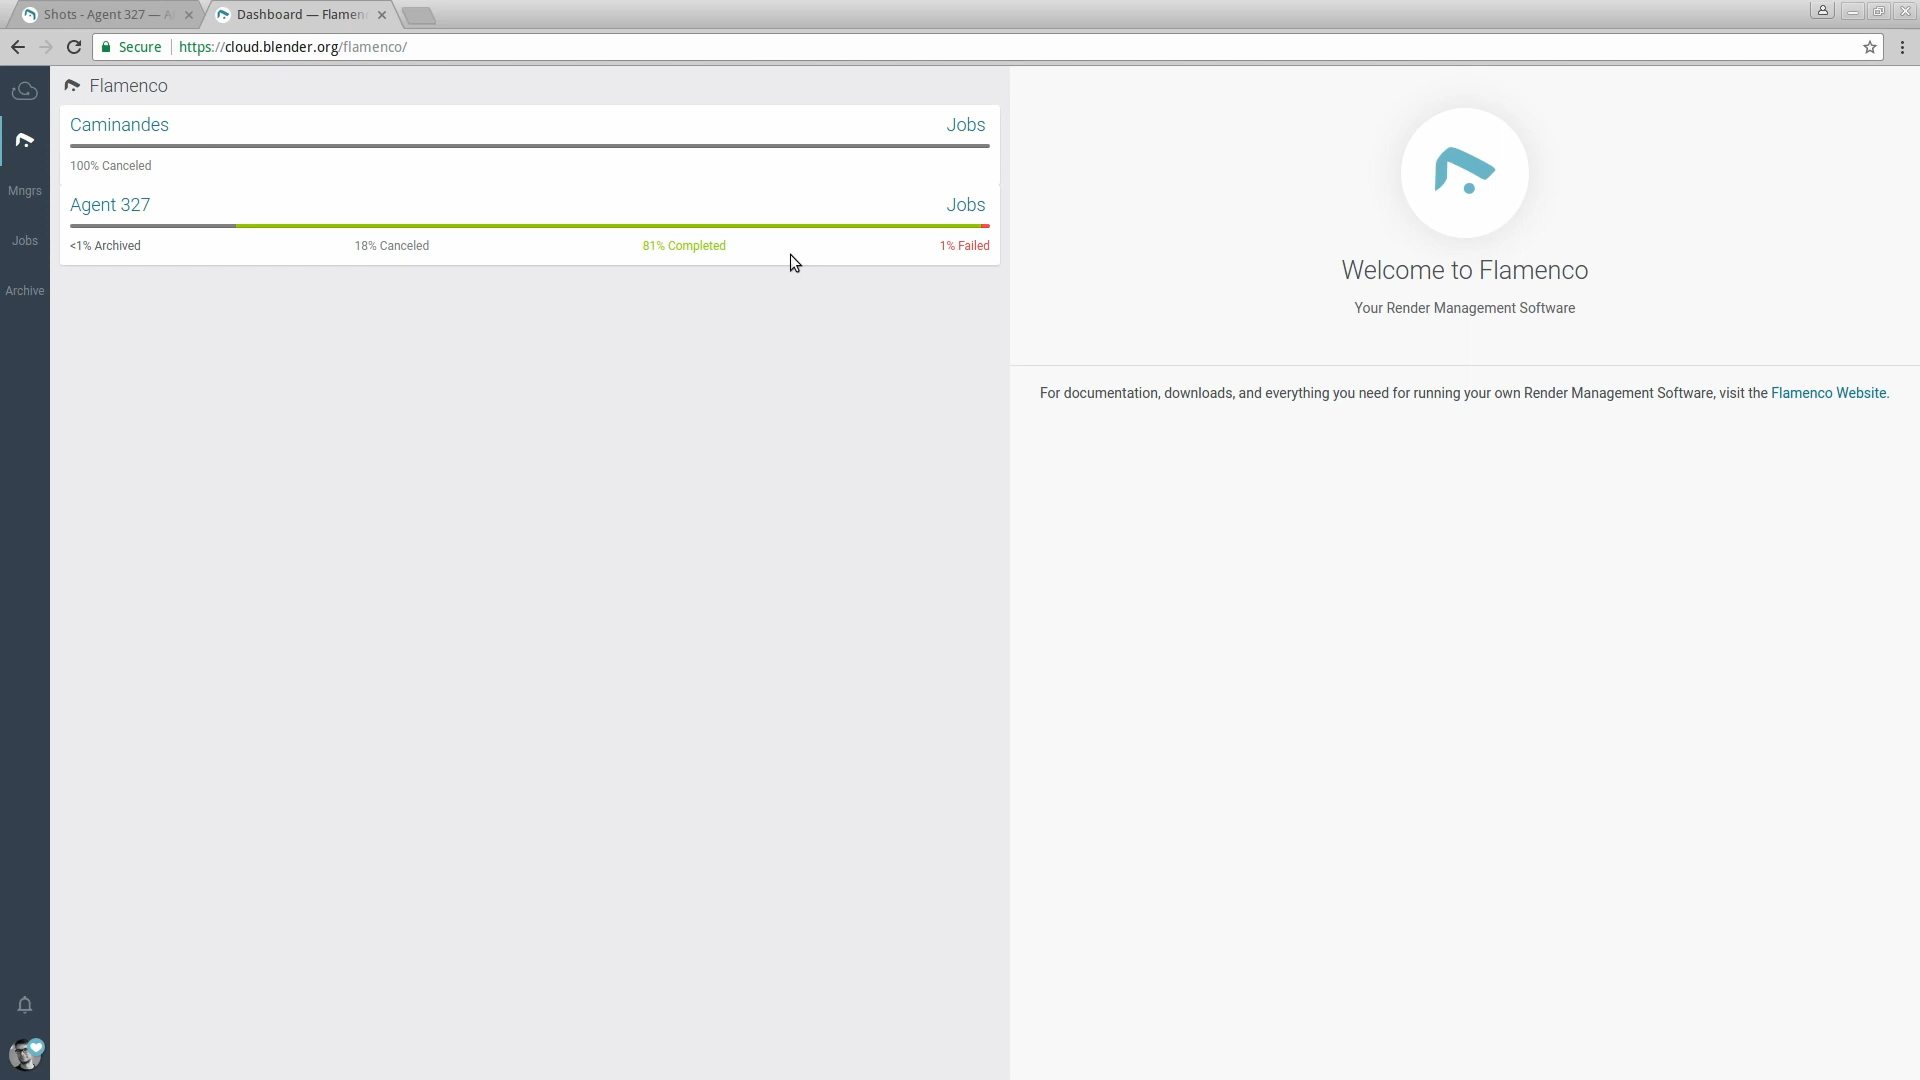 Shots - Agent 327 —
Dashboard — Flamen
Secure
https://cloud.blender.org/flamenco/
Flamenco
Caminandes
Jobs
100% Canceled
Agent 327
Jobs
<1% Archived
18% Canceled
81% Completed
1% Failed
Mngrs
Jobs
Archive
Welcome to Flamenco
Your Render Management Software
For documentation, downloads, and everything you need for running your own Render Management Software, visit the Flamenco Website.